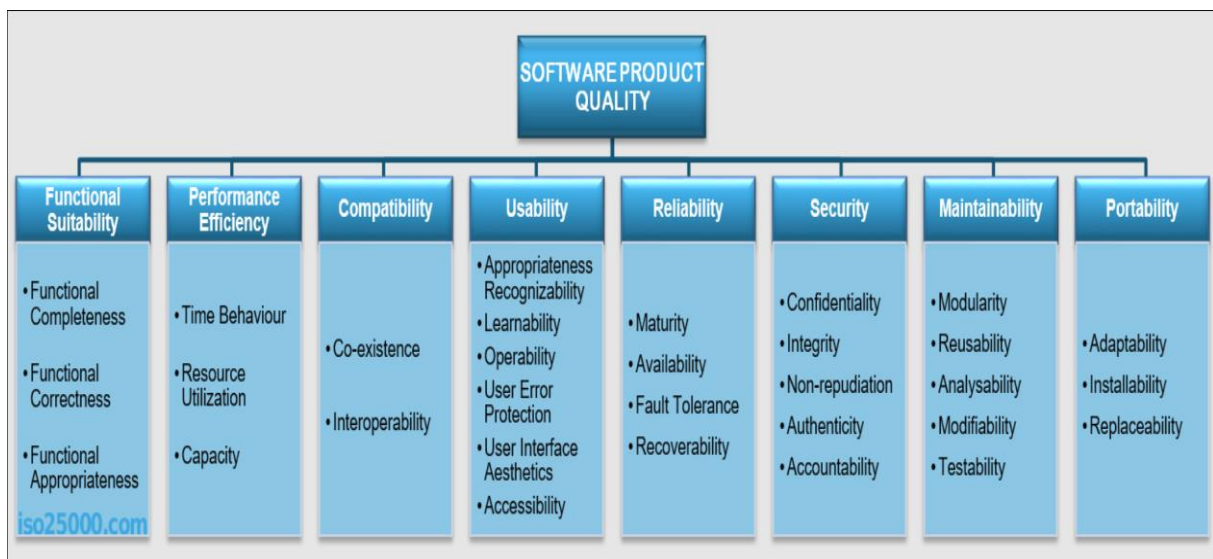 SOFTWARE PRODUCT
QUALITY
Functional
Suitability
• Functional
Completeness
• Functional
Correctness
• Functional
Appropriateness
iso25000.com
Performance
Efficiency
• Time Behaviour
• Resource
Utilization
• Capacity
Compatibility
• Co-existence
• Interoperability
Usability
• Appropriateness
Recognizability
• Learnability
• Operability
• User Error
Protection
• User Interface
Aesthetics
• Accessibility
Reliability
• Maturity
• Availability
• Fault Tolerance
• Recoverability
Security
• Confidentiality
• Integrity
• Non-repudiation
• Authenticity
• Accountability
Maintainability
• Modularity
• Reusability
• Analysability
• Modifiability
• Testability
Portability
• Adaptability
• Installability
• Replaceability